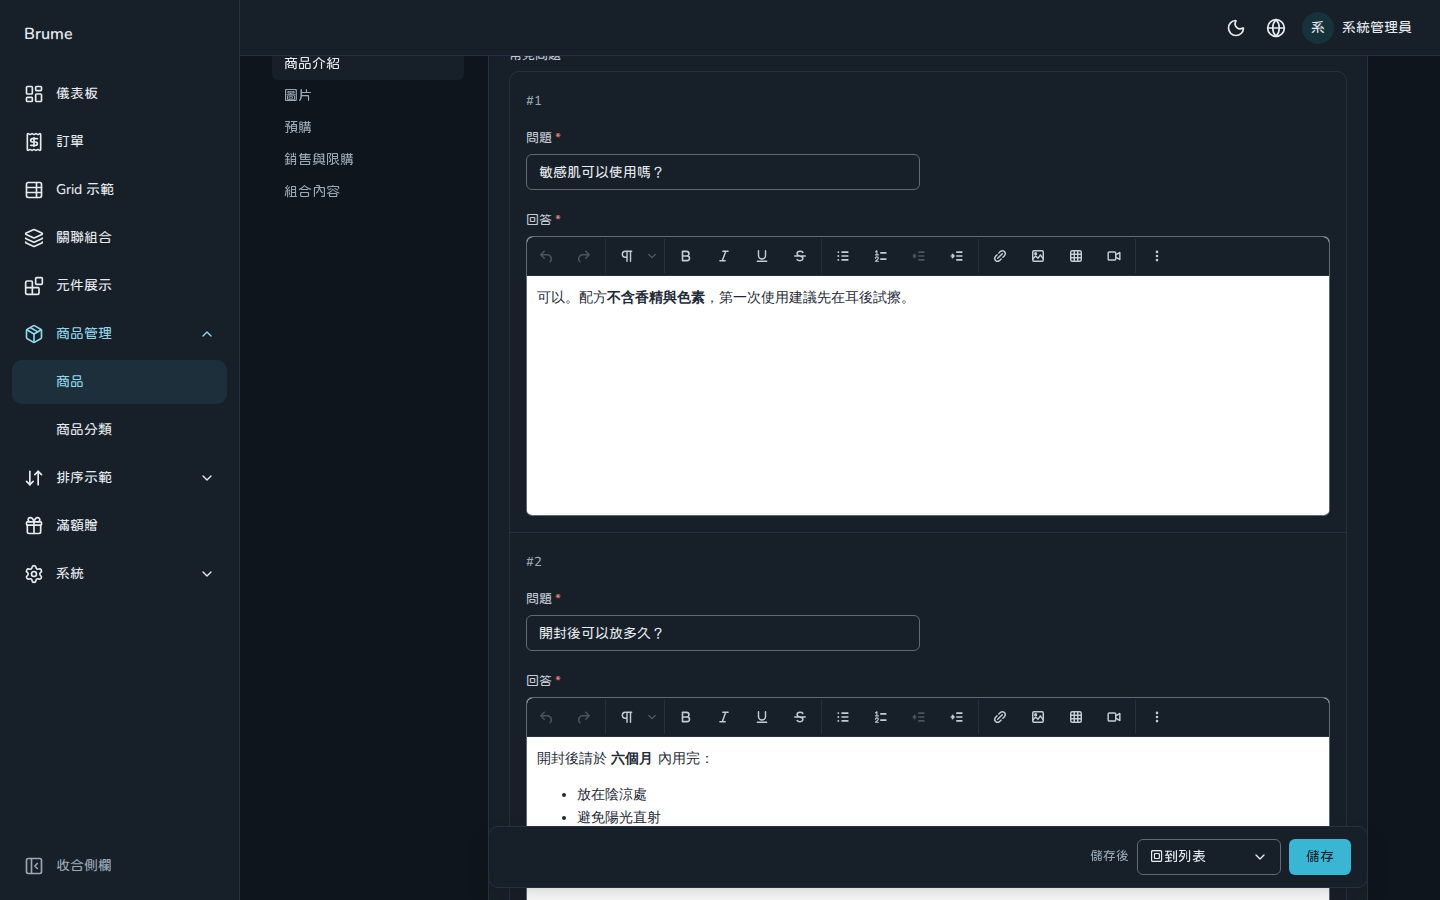 Brume
系
系統管理員
儀表板
訂單
Grid 示範
關聯組合
元件展示
商品管理
商品
商品分類
排序示範
滿額贈
系統
收合側欄
商品介紹
圖片
預購
銷售與限購
組合內容
常見問題
#1
問題 *
敏感肌可以使用嗎？
回答 *
可以。配方不含香精與色素，第一次使用建議先在耳後試擦。
#2
問題 *
開封後可以放多久？
回答 *
開封後請於 六個月 內用完：
放在陰涼處
避免陽光直射
儲存後
回到列表
儲存